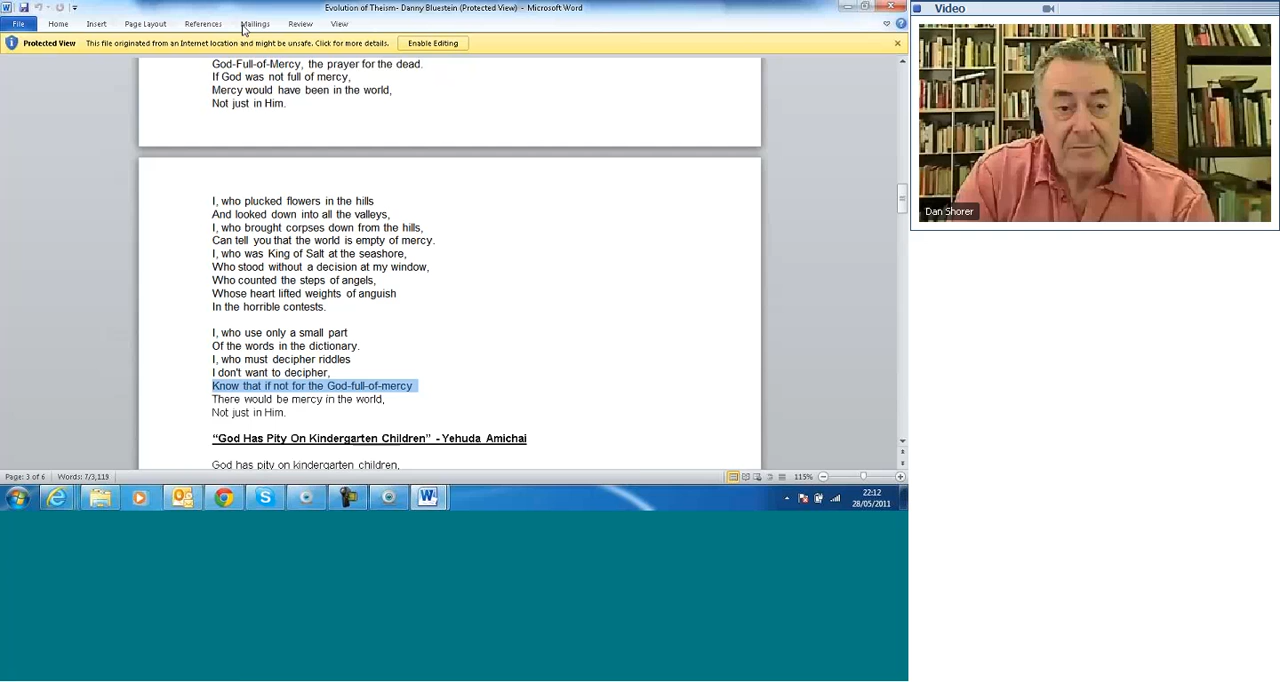 Evolution of Theism- Danny Bluestein (Protected View) - Microsoft Word
File Home Insert Page Layout References Mailings Review View
Protected View This file originated from an Internet location and might be unsafe. Click for more details. Enable Editing
God-Full-of-Mercy, the prayer for the dead.
If God was not full of mercy,
Mercy would have been in the world,
Not just in Him.
I, who plucked flowers in the hills
And looked down into all the valleys,
I, who brought corpses down from the hills,
Can tell you that the world is empty of mercy.
I, who was King of Salt at the seashore,
Who stood without a decision at my window,
Who counted the steps of angels,
Whose heart lifted weights of anguish
In the horrible contests.
I, who use only a small part
Of the words in the dictionary.
I, who must decipher riddles
I don't want to decipher,
Know that if not for the God-full-of-mercy
There would be mercy in the world,
Not just in Him.
"God Has Pity On Kindergarten Children" - Yehuda Amichai
God has pity on kindergarten children,
Page: 3 of 6 Words: 7/3,119 115%
22:12
28/05/2011
Video
Dan Shorer